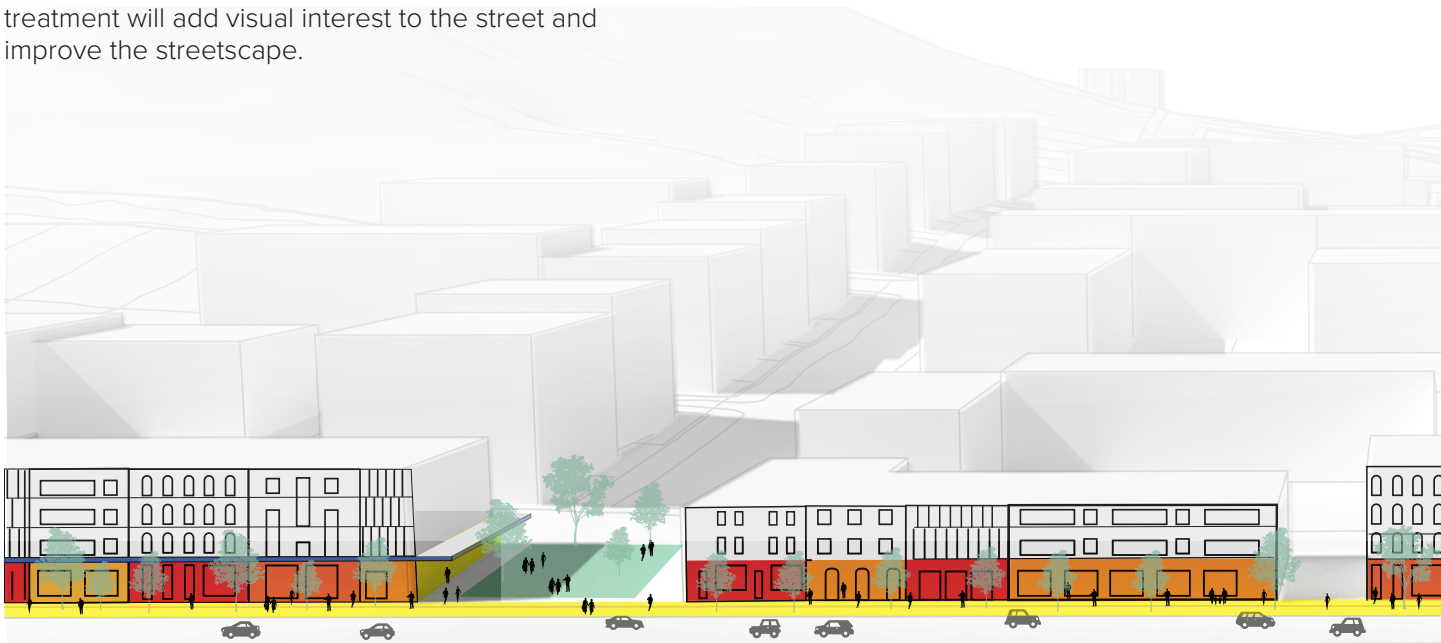 treatment will add visual interest to the street and
improve the streetscape.